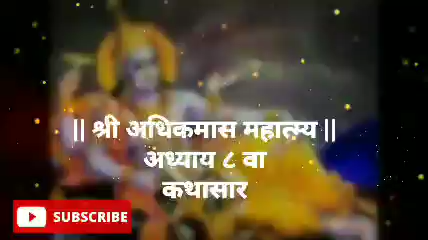 || श्री अधिकमास महात्म्य ||
अध्याय ८ वा
कथासार
SUBSCRIBE